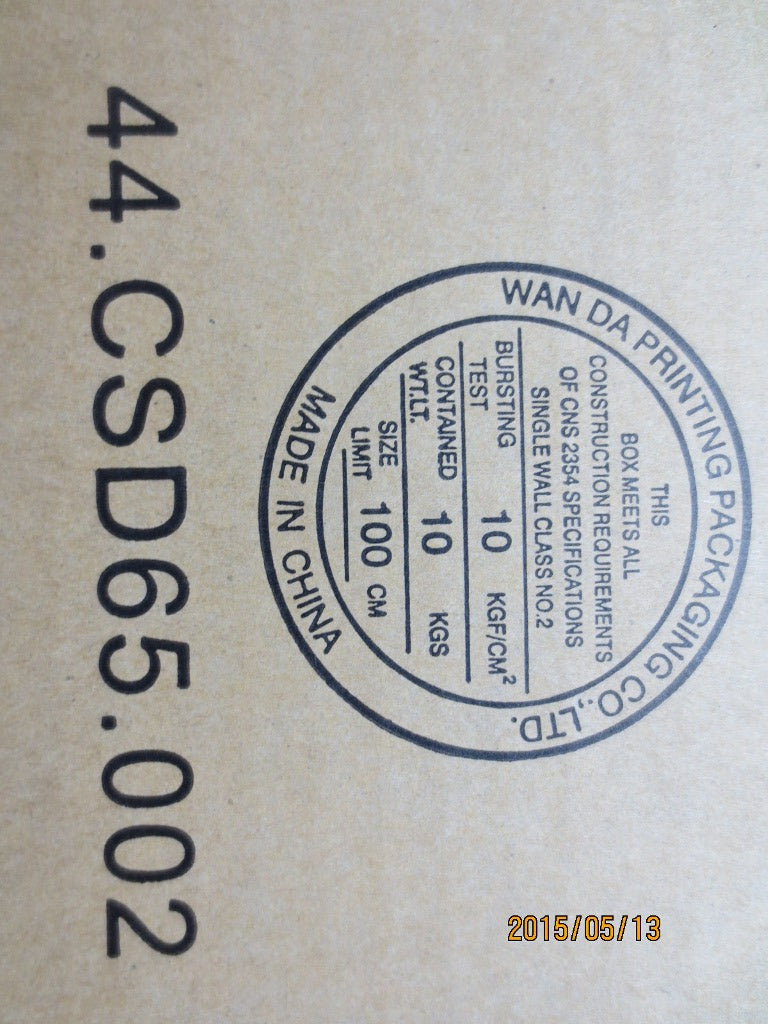 WAN DA PRINTING PACKAGING CO.,LTD.
THIS
BOX MEETS ALL
CONSTRUCTION REQUIREMENTS
OF CNS 2354 SPECIFICATIONS
SINGLE WALL CLASS NO.2
BURSTING
TEST 10 KGF/CM²
CONTAINED
WT.LT. 10 KGS
SIZE
LIMIT 100 CM
MADE IN CHINA
44.CSD65.002
2015/05/13